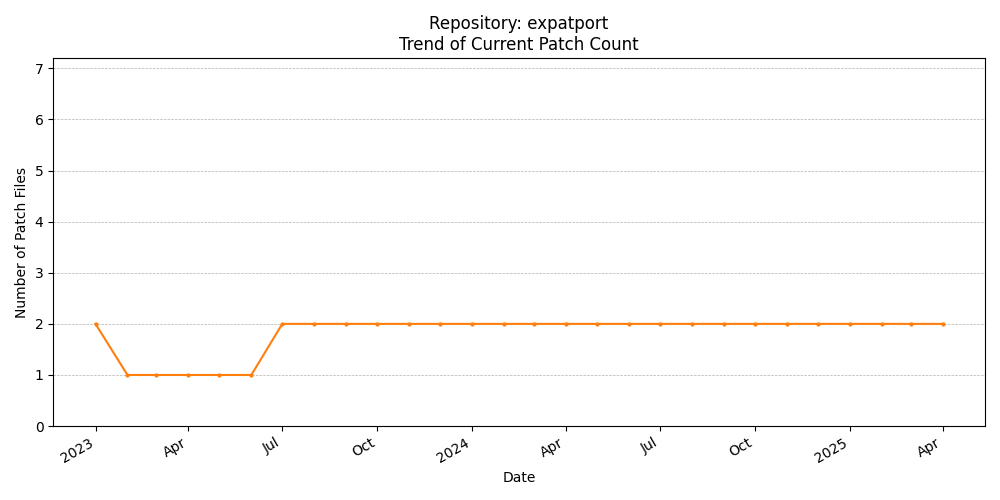 Repository: expatport
Trend of Current Patch Count
Number of Patch Files
7
6
5
4
3
2
1
0
2023
Apr
Jul
Oct
2024
Apr
Jul
Oct
2025
Apr
Date